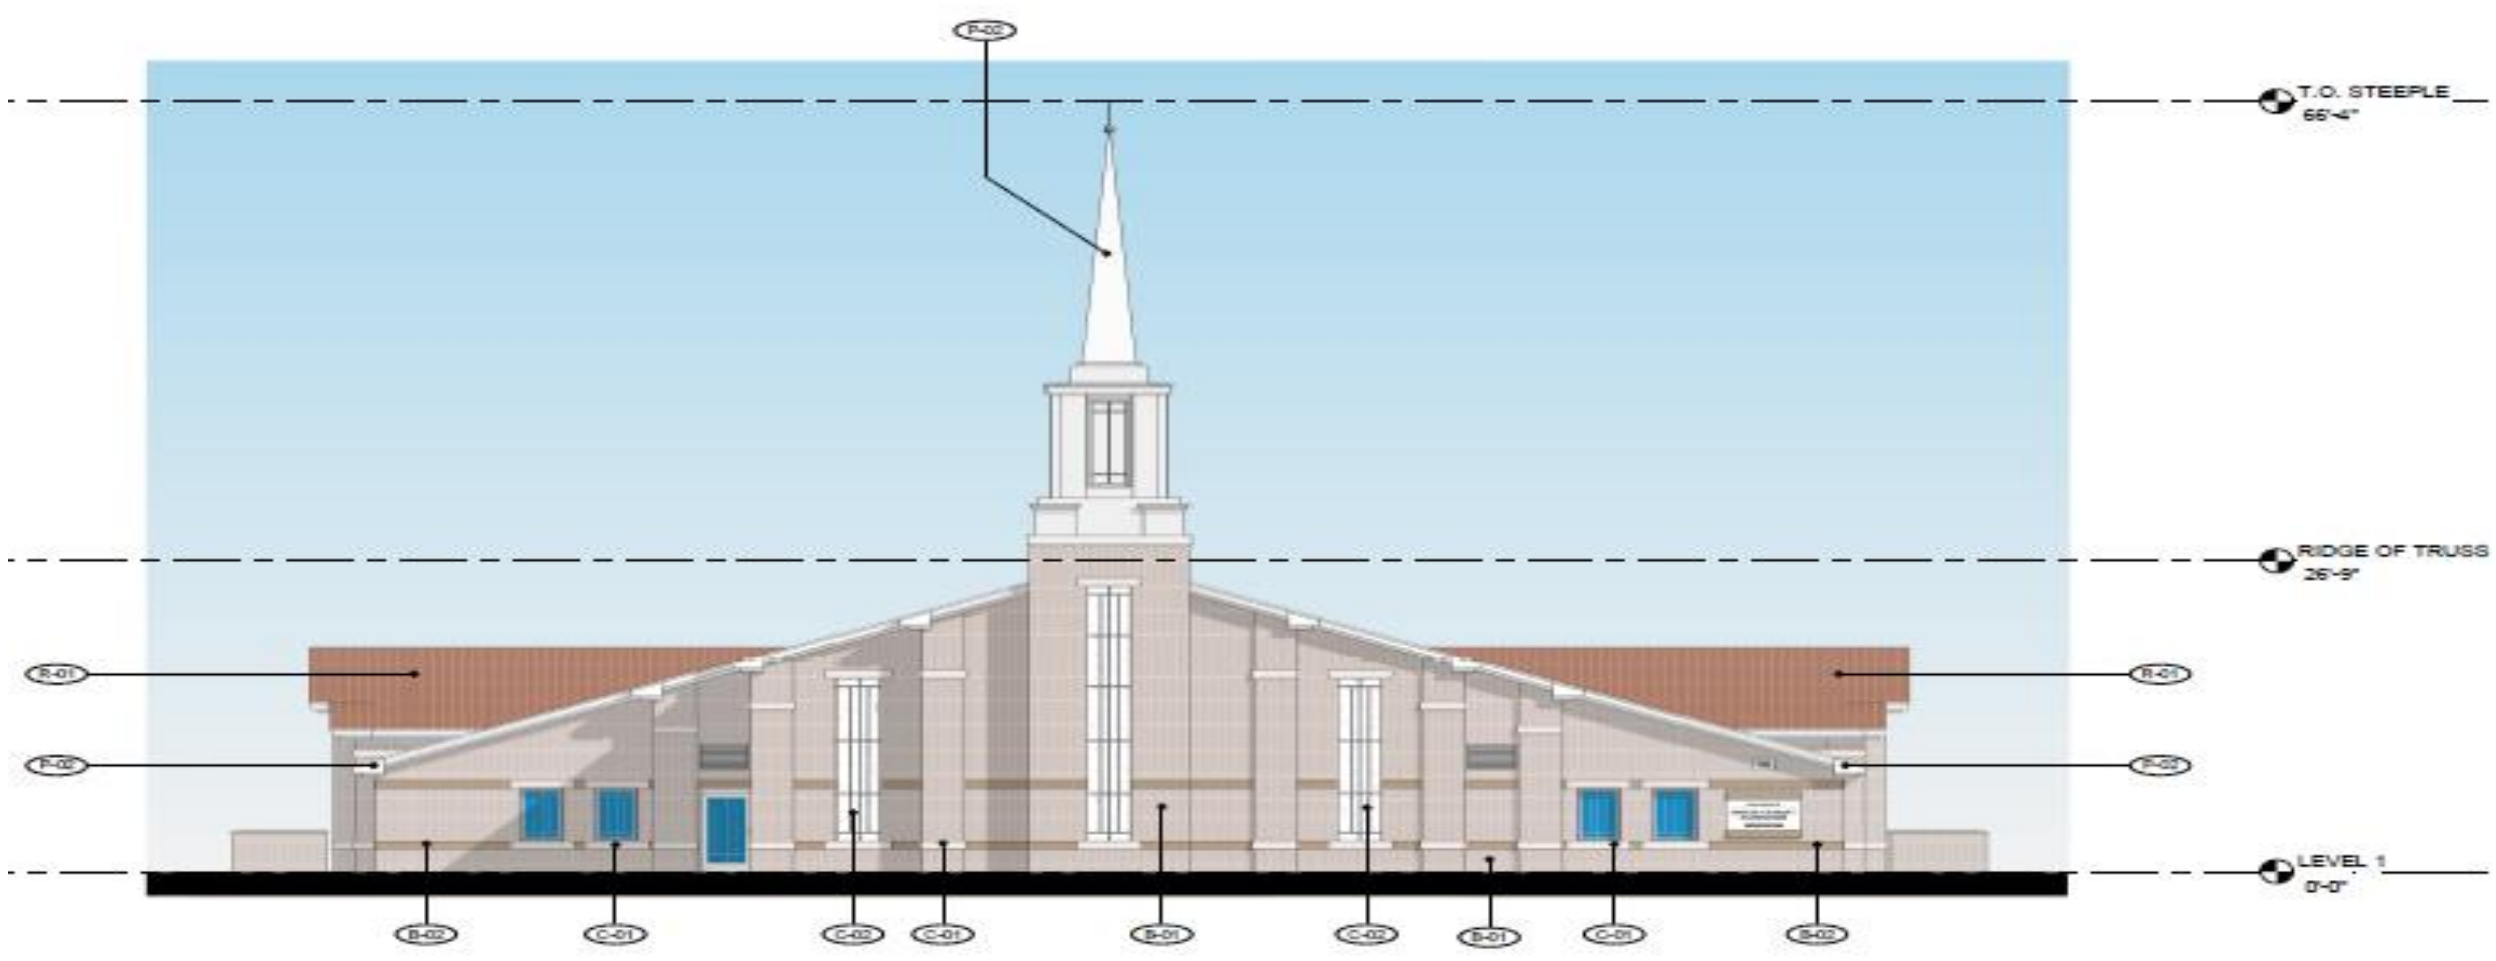 P-02
T.O. STEEPLE
66'-4"
RIDGE OF TRUSS
26'-9"
R-01
R-01
P-02
P-02
LEVEL 1
0'-0"
B-02
C-01
C-02
C-01
B-01
C-02
B-01
C-01
B-02